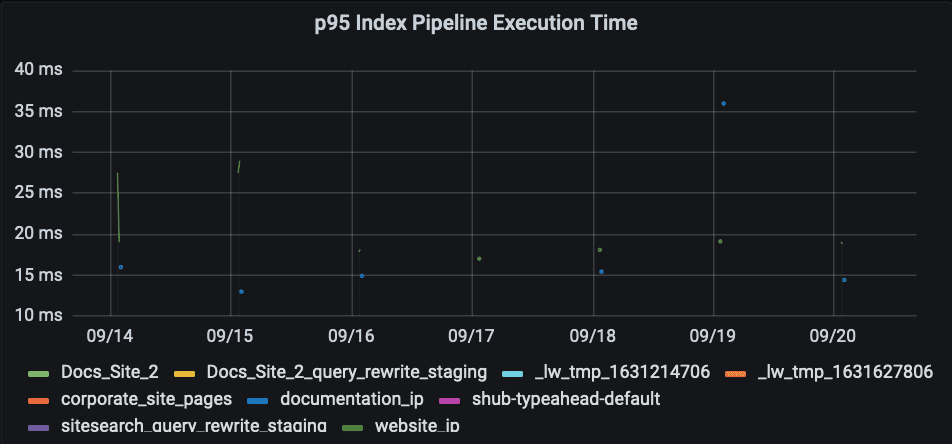 p95 Index Pipeline Execution Time
40 ms
35 ms
30 ms
25 ms
20 ms
15 ms
10 ms
09/14 09/15 09/16 09/17 09/18 09/19 09/20
Docs_Site_2 Docs_Site_2_query_rewrite_staging _lw_tmp_1631214706 _lw_tmp_1631627806
corporate_site_pages documentation_ip shub-typeahead-default
sitesearch_query_rewrite_staging website_ip